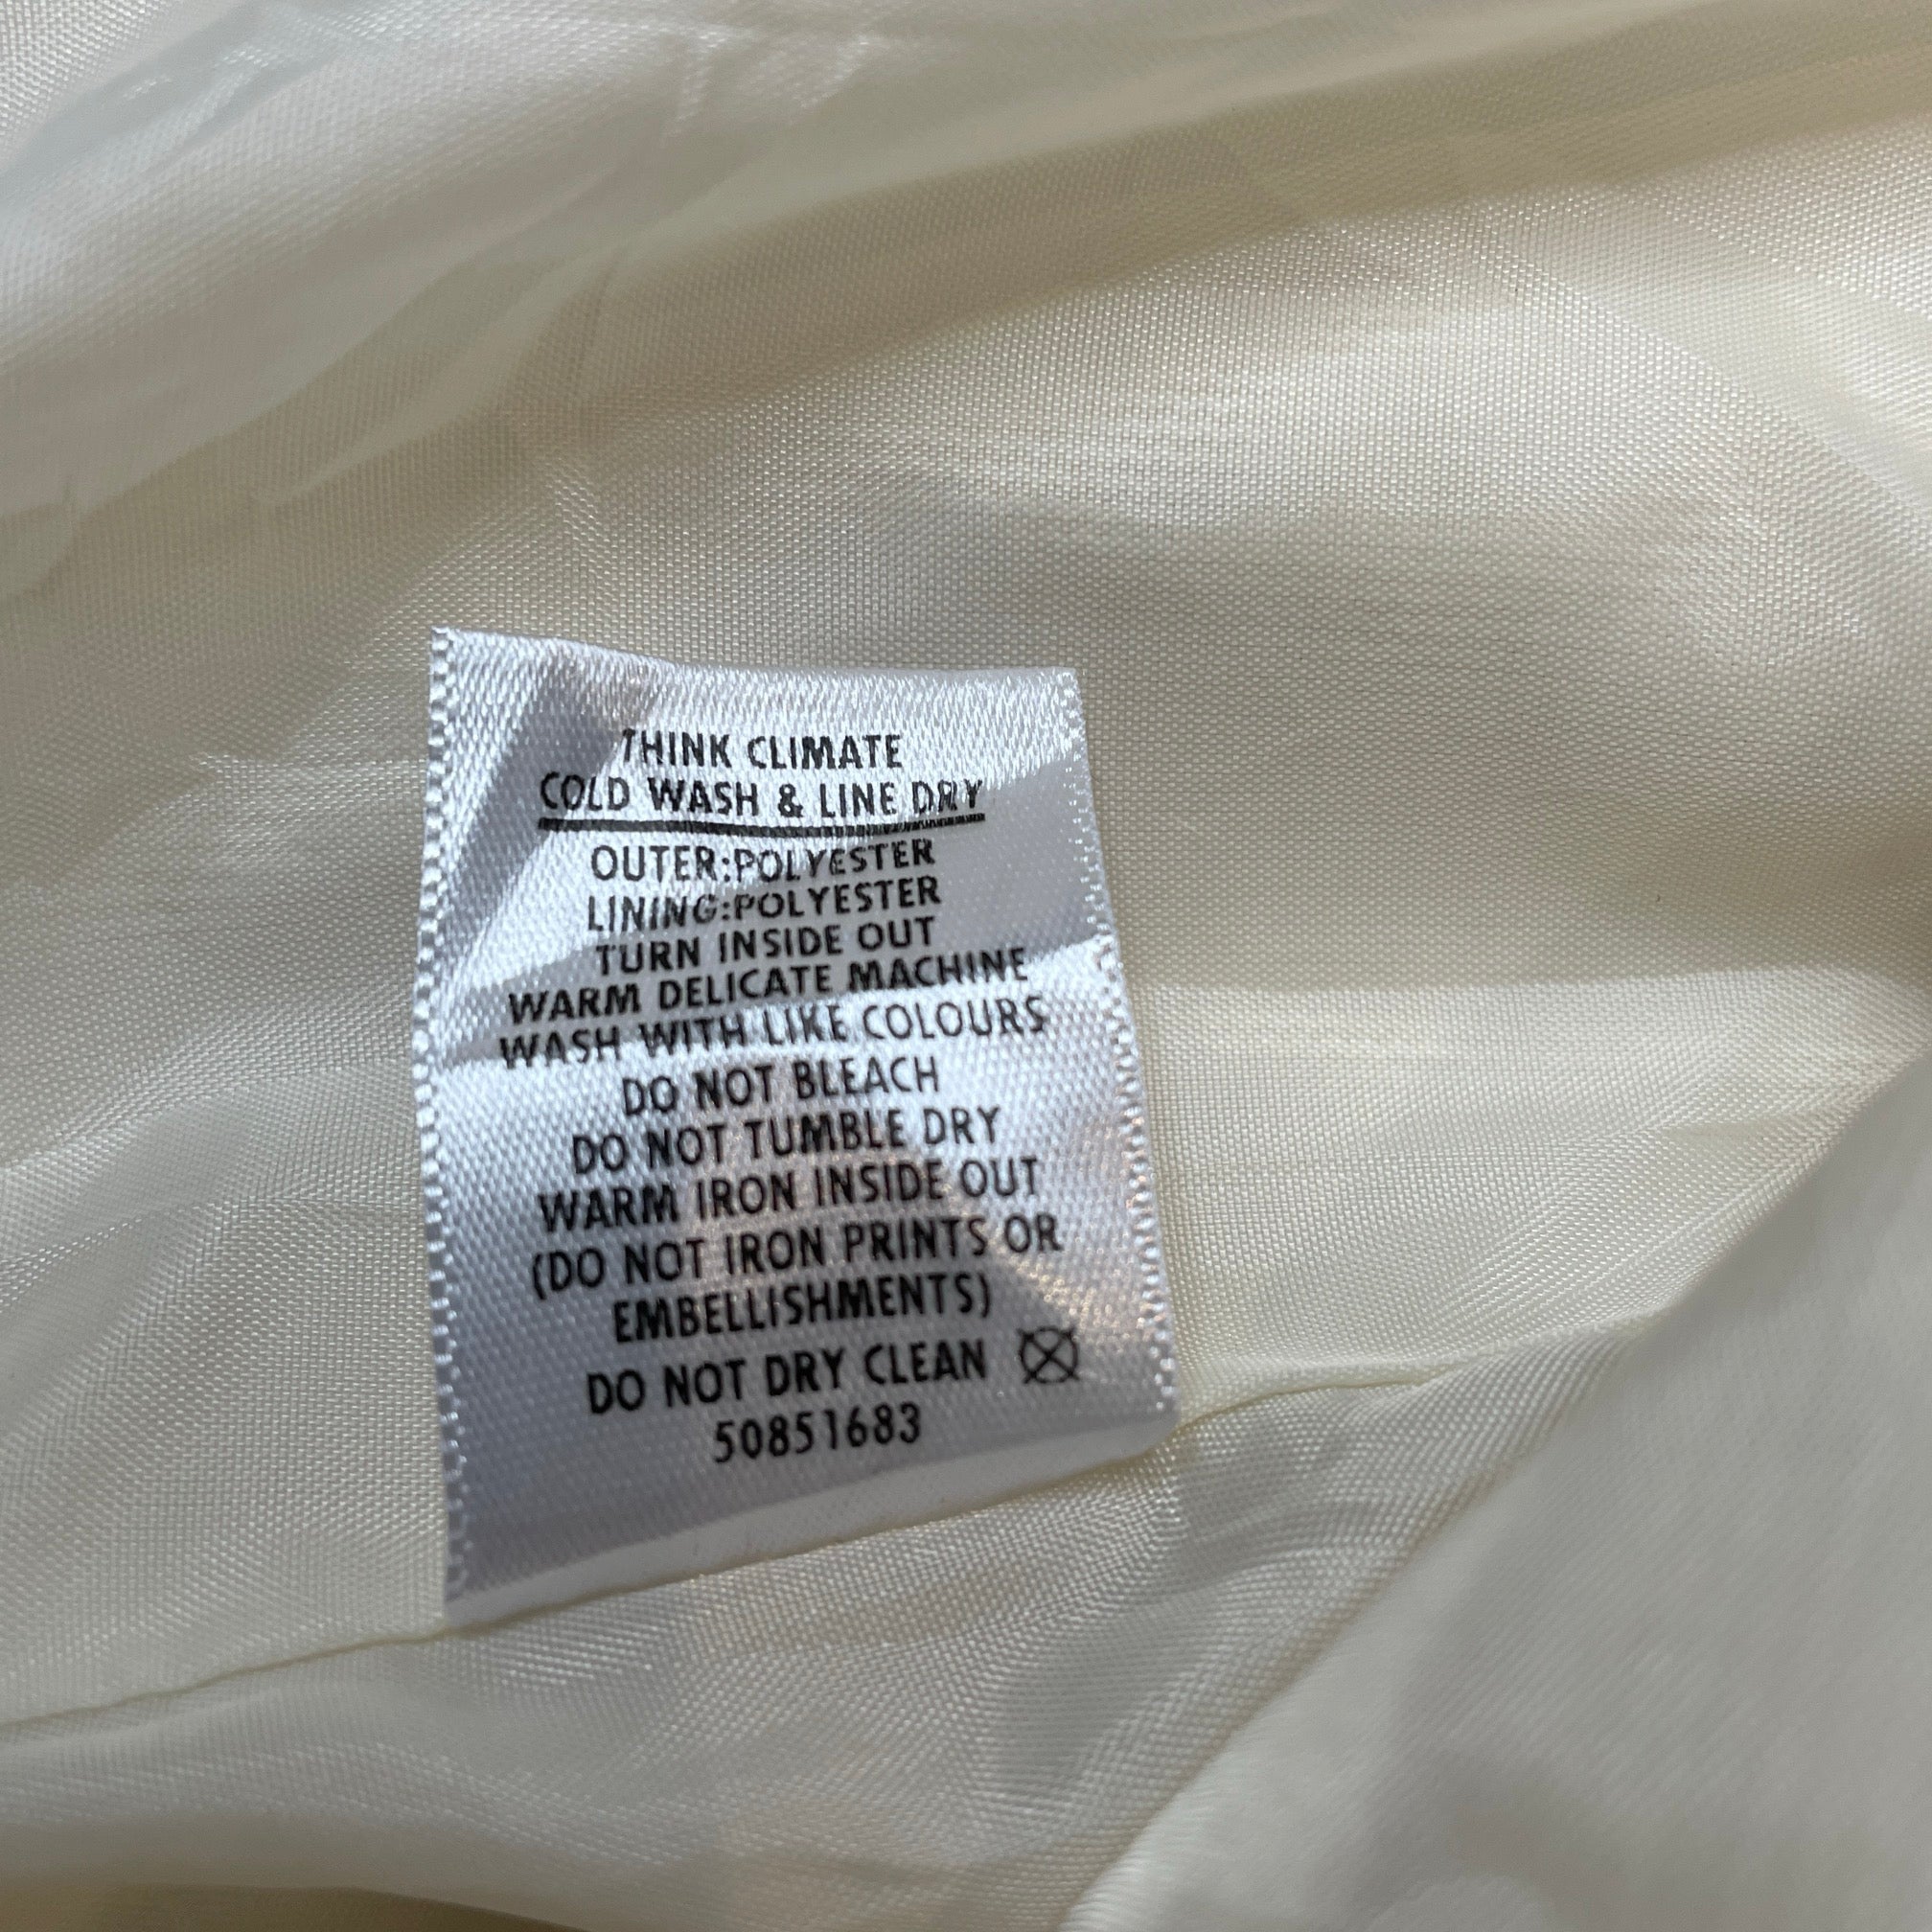 THINK CLIMATE
COLD WASH & LINE DRY
OUTER:POLYESTER
LINING:POLYESTER
TURN INSIDE OUT
WARM DELICATE MACHINE
WASH WITH LIKE COLOURS
DO NOT BLEACH
DO NOT TUMBLE DRY
WARM IRON INSIDE OUT
(DO NOT IRON PRINTS OR
EMBELLISHMENTS)
DO NOT DRY CLEAN
50851683